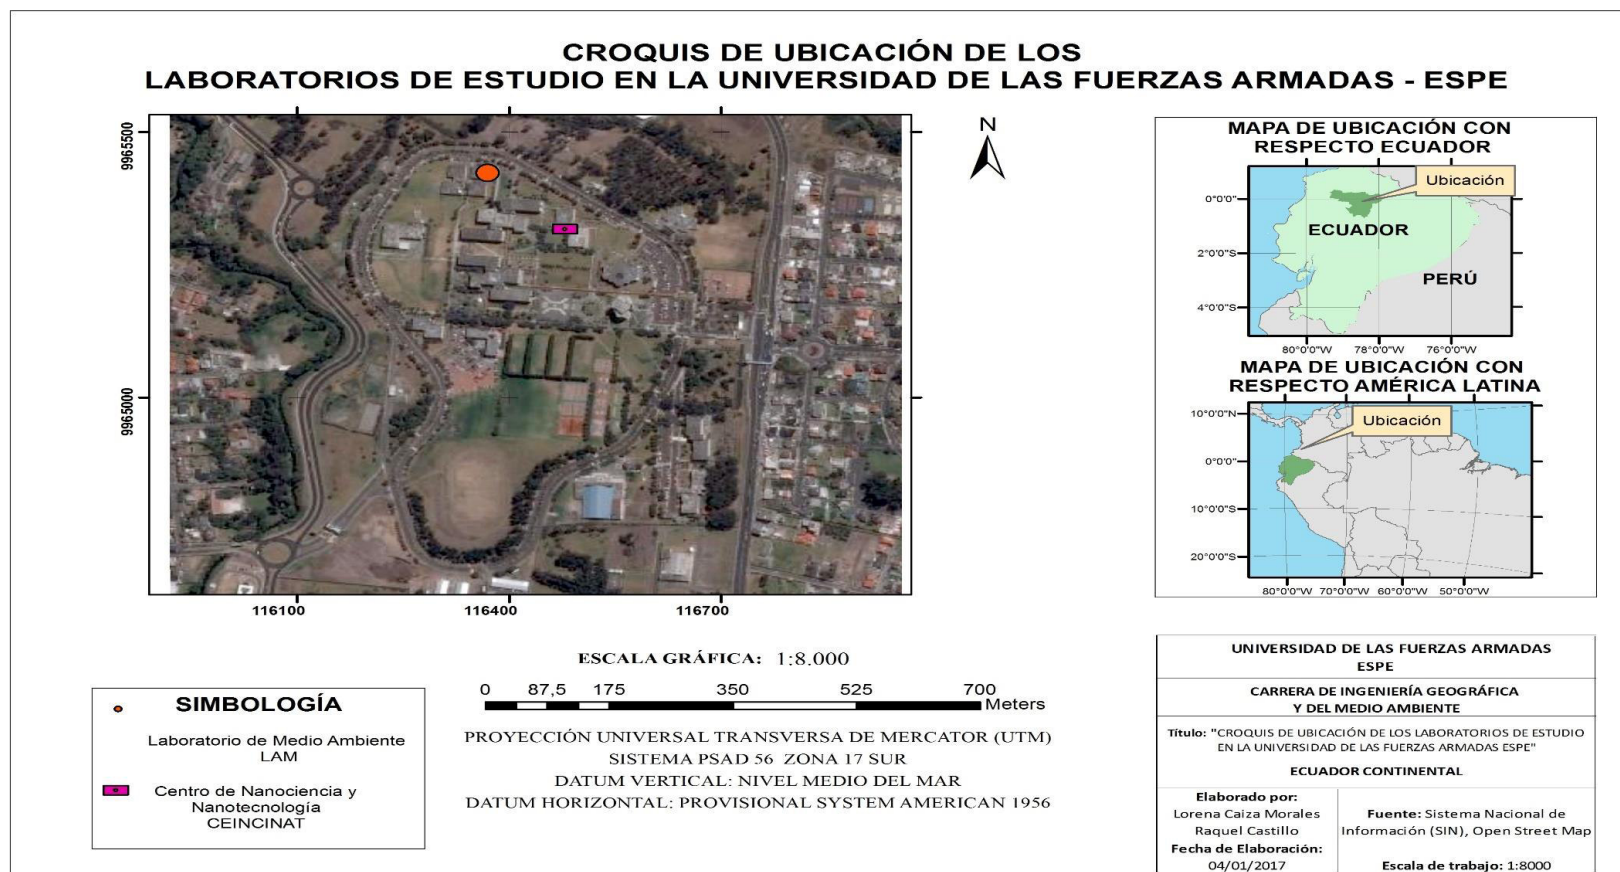 CROQUIS DE UBICACIÓN DE LOS
LABORATORIOS DE ESTUDIO EN LA UNIVERSIDAD DE LAS FUERZAS ARMADAS - ESPE
9965500
9965000
116100
116400
116700
N
MAPA DE UBICACIÓN CON
RESPECTO ECUADOR
Ubicación
0°0'0"
2°0'0"S
4°0'0"S
ECUADOR
PERÚ
80°0'0"W
78°0'0"W
76°0'0"W
MAPA DE UBICACIÓN CON
RESPECTO AMÉRICA LATINA
Ubicación
10°0'0"N
0°0'0"
10°0'0"S
20°0'0"S
80°0'0"W
70°0'0"W
60°0'0"W
50°0'0"W
ESCALA GRÁFICA: 1:8.000
0 87,5 175 350 525 700
Meters
PROYECCIÓN UNIVERSAL TRANSVERSA DE MERCATOR (UTM)
SISTEMA PSAD 56 ZONA 17 SUR
DATUM VERTICAL: NIVEL MEDIO DEL MAR
DATUM HORIZONTAL: PROVISIONAL SYSTEM AMERICAN 1956
SIMBOLOGÍA
Laboratorio de Medio Ambiente
LAM
Centro de Nanociencia y
Nanotecnología
CEINCINAT
UNIVERSIDAD DE LAS FUERZAS ARMADAS
ESPE
CARRERA DE INGENIERÍA GEOGRÁFICA
Y DEL MEDIO AMBIENTE
Título: "CROQUIS DE UBICACIÓN DE LOS LABORATORIOS DE ESTUDIO
EN LA UNIVERSIDAD DE LAS FUERZAS ARMADAS ESPE"
ECUADOR CONTINENTAL
Elaborado por:
Lorena Caiza Morales
Raquel Castillo
Fecha de Elaboración:
04/01/2017
Fuente: Sistema Nacional de
Información (SIN), Open Street Map
Escala de trabajo: 1:8000